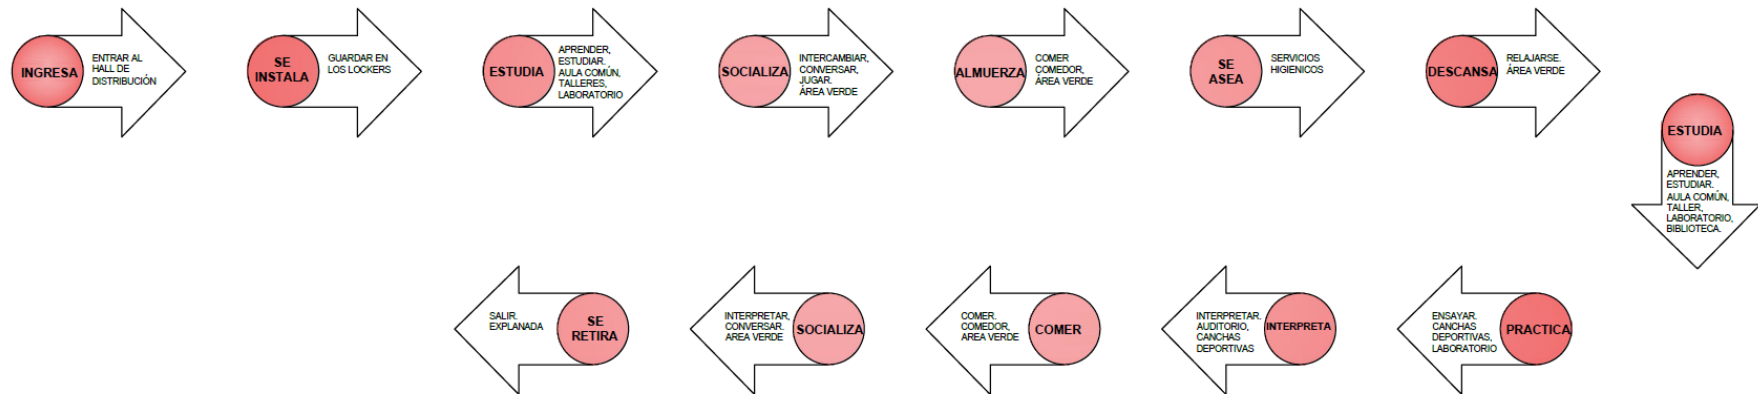 INGRESA
ENTRAR AL
HALL DE
DISTRIBUCIÓN
SE
INSTALA
GUARDAR EN
LOS LOCKERS
ESTUDIA
APRENDER,
ESTUDIAR.
AULA COMÚN,
TALLERES,
LABORATORIO
SOCIALIZA
INTERCAMBIAR,
CONVERSAR,
JUGAR.
ÁREA VERDE
ALMUERZA
COMER
COMEDOR,
ÁREA VERDE
SE
ASEA
SERVICIOS
HIGIENICOS
DESCANSA
RELAJARSE.
ÁREA VERDE
ESTUDIA
APRENDER,
ESTUDIAR.
AULA COMÚN,
TALLER,
LABORATORIO,
BIBLIOTECA.
PRACTICA
ENSAYAR.
CANCHAS
DEPORTIVAS,
LABORATORIO
INTERPRETA
INTERPRETAR.
AUDITORIO,
CANCHAS
DEPORTIVAS
COMER
COMER.
COMEDOR,
AREA VERDE
SOCIALIZA
INTERPRETAR,
CONVERSAR.
AREA VERDE
SE
RETIRA
SALIR.
EXPLANADA